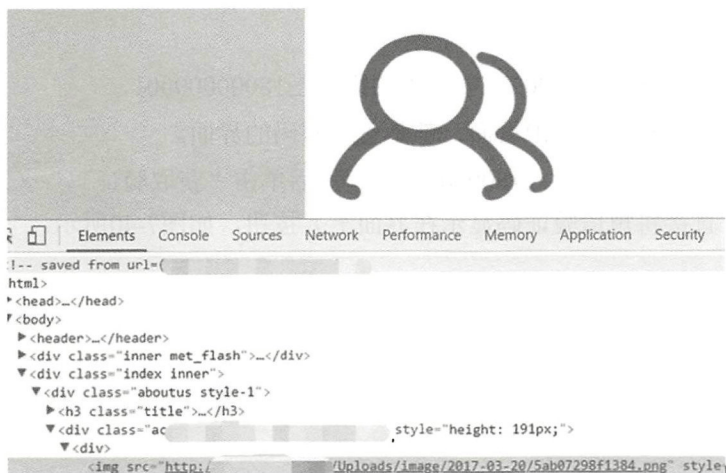 Elements Console Sources Network Performance Memory Application Security
!-- saved from url=(
html>
<head>…</head>
<body>
<header>…</header>
<div class="inner met_flash">…</div>
<div class="index inner">
<div class="aboutus style-1">
<h3 class="title">…</h3>
<div class="ac style="height: 191px;">
<div>
<img src="http:/ /Uploads/image/2017-03-20/5ab07298f1384.png" style